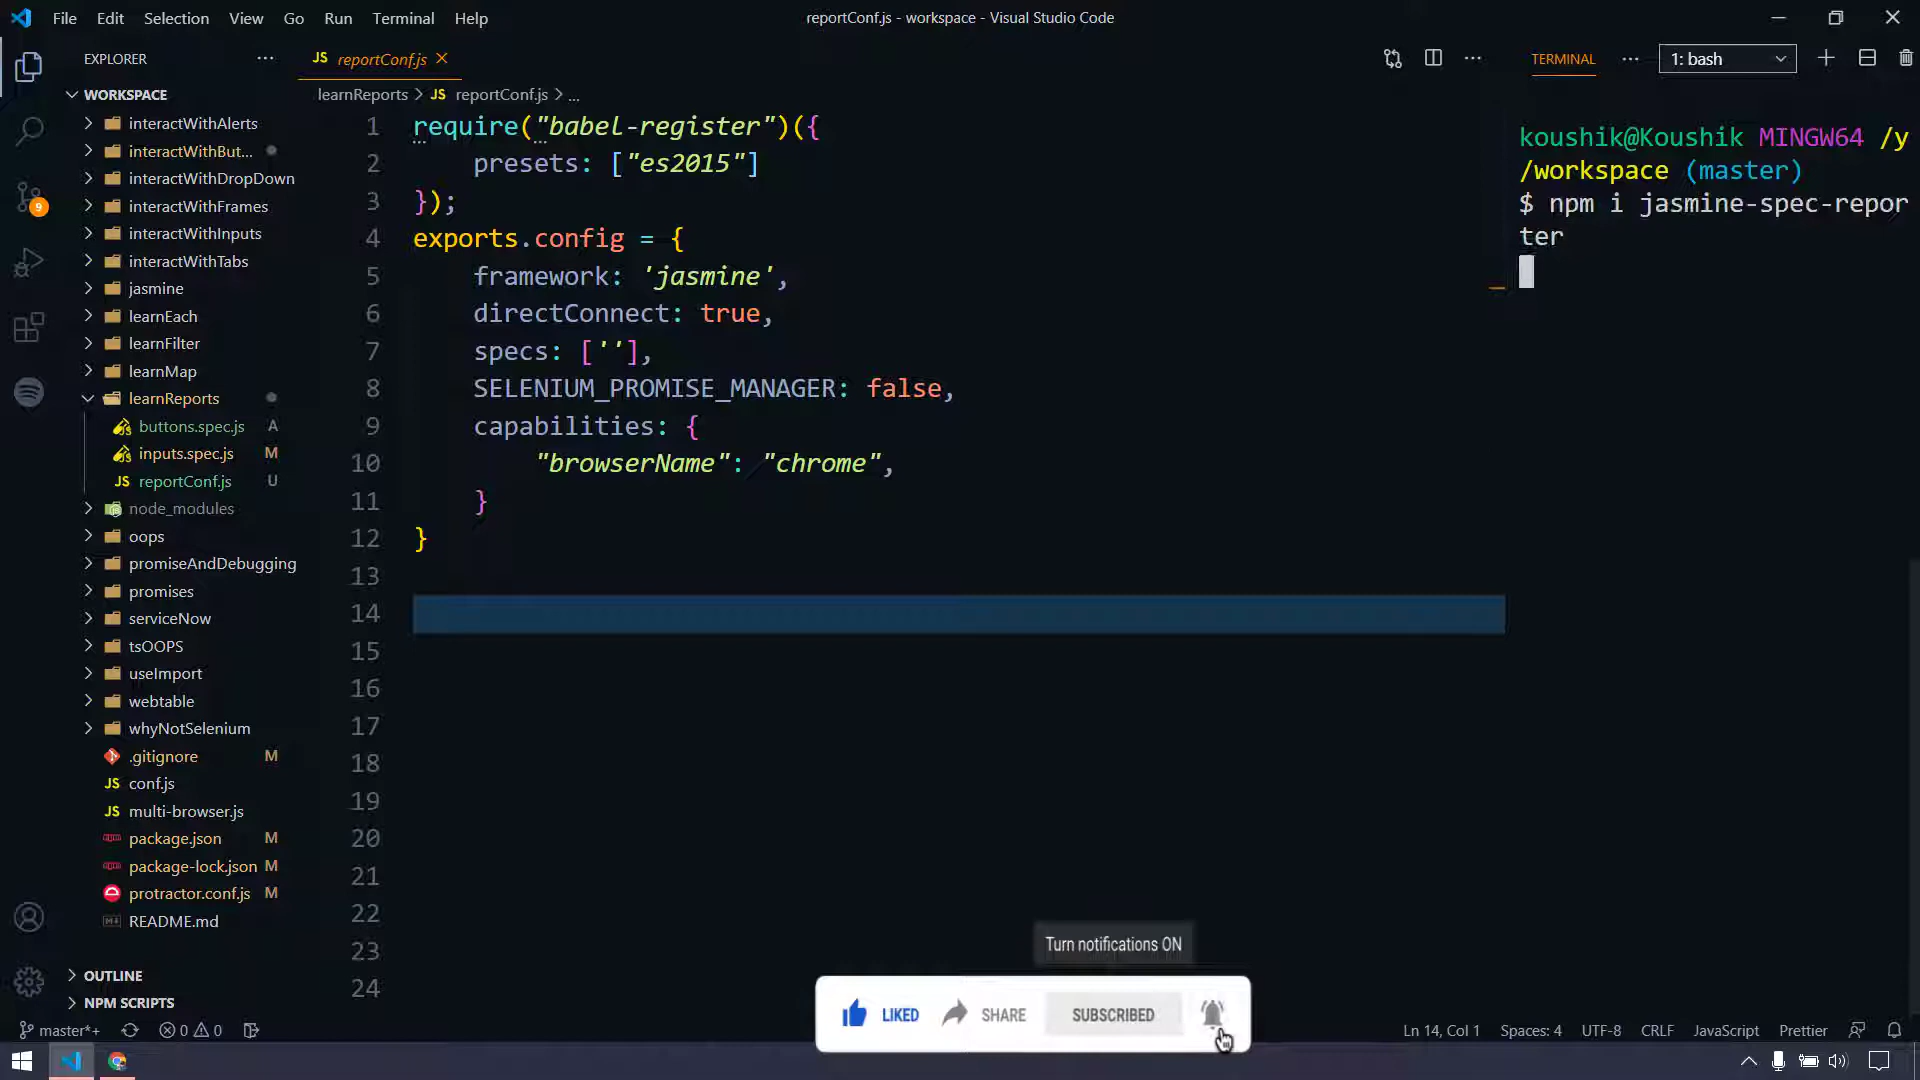 File Edit Selection View Go Run Terminal Help
reportConf.js - workspace - Visual Studio Code
EXPLORER
WORKSPACE
interactWithAlerts
interactWithBut...
interactWithDropDown
interactWithFrames
interactWithInputs
interactWithTabs
jasmine
learnEach
learnFilter
learnMap
learnReports
buttons.spec.js A
inputs.spec.js M
JS reportConf.js U
node_modules
oops
promiseAndDebugging
promises
serviceNow
tsOOPS
useImport
webtable
whyNotSelenium
.gitignore M
JS conf.js
JS multi-browser.js
package.json M
package-lock.json M
protractor.conf.js M
README.md
OUTLINE
NPM SCRIPTS
9
JS reportConf.js
learnReports > JS reportConf.js > ...
1 require("babel-register")({
2 presets: ["es2015"]
3 });
4 exports.config = {
5 framework: 'jasmine',
6 directConnect: true,
7 specs: [''],
8 SELENIUM_PROMISE_MANAGER: false,
9 capabilities: {
10 "browserName": "chrome",
11 }
12 }
13
14
15
16
17
18
19
20
21
22
23
24
TERMINAL
1: bash
koushik@Koushik MINGW64 /y
/workspace (master)
$ npm i jasmine-spec-repor
ter
Turn notifications ON
LIKED SHARE SUBSCRIBED
master*+ 0 0
Ln 14, Col 1 Spaces: 4 UTF-8 CRLF JavaScript Prettier